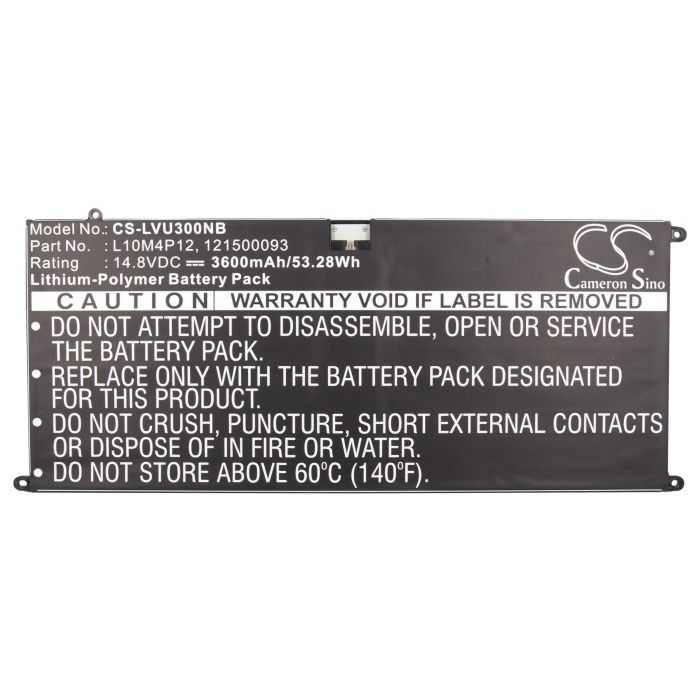 Model No.: CS-LVU300NB
Part No. : L10M4P12, 121500093
Rating : 14.8VDC ⎓ 3600mAh/53.28Wh
Lithium-Polymer Battery Pack
CS
Cameron Sino
CAUTION WARRANTY VOID IF LABEL IS REMOVED
• DO NOT ATTEMPT TO DISASSEMBLE, OPEN OR SERVICE
THE BATTERY PACK.
• REPLACE ONLY WITH THE BATTERY PACK DESIGNATED
FOR THIS PRODUCT.
• DO NOT CRUSH, PUNCTURE, SHORT EXTERNAL CONTACTS
OR DISPOSE OF IN FIRE OR WATER.
• DO NOT STORE ABOVE 60°C (140°F).